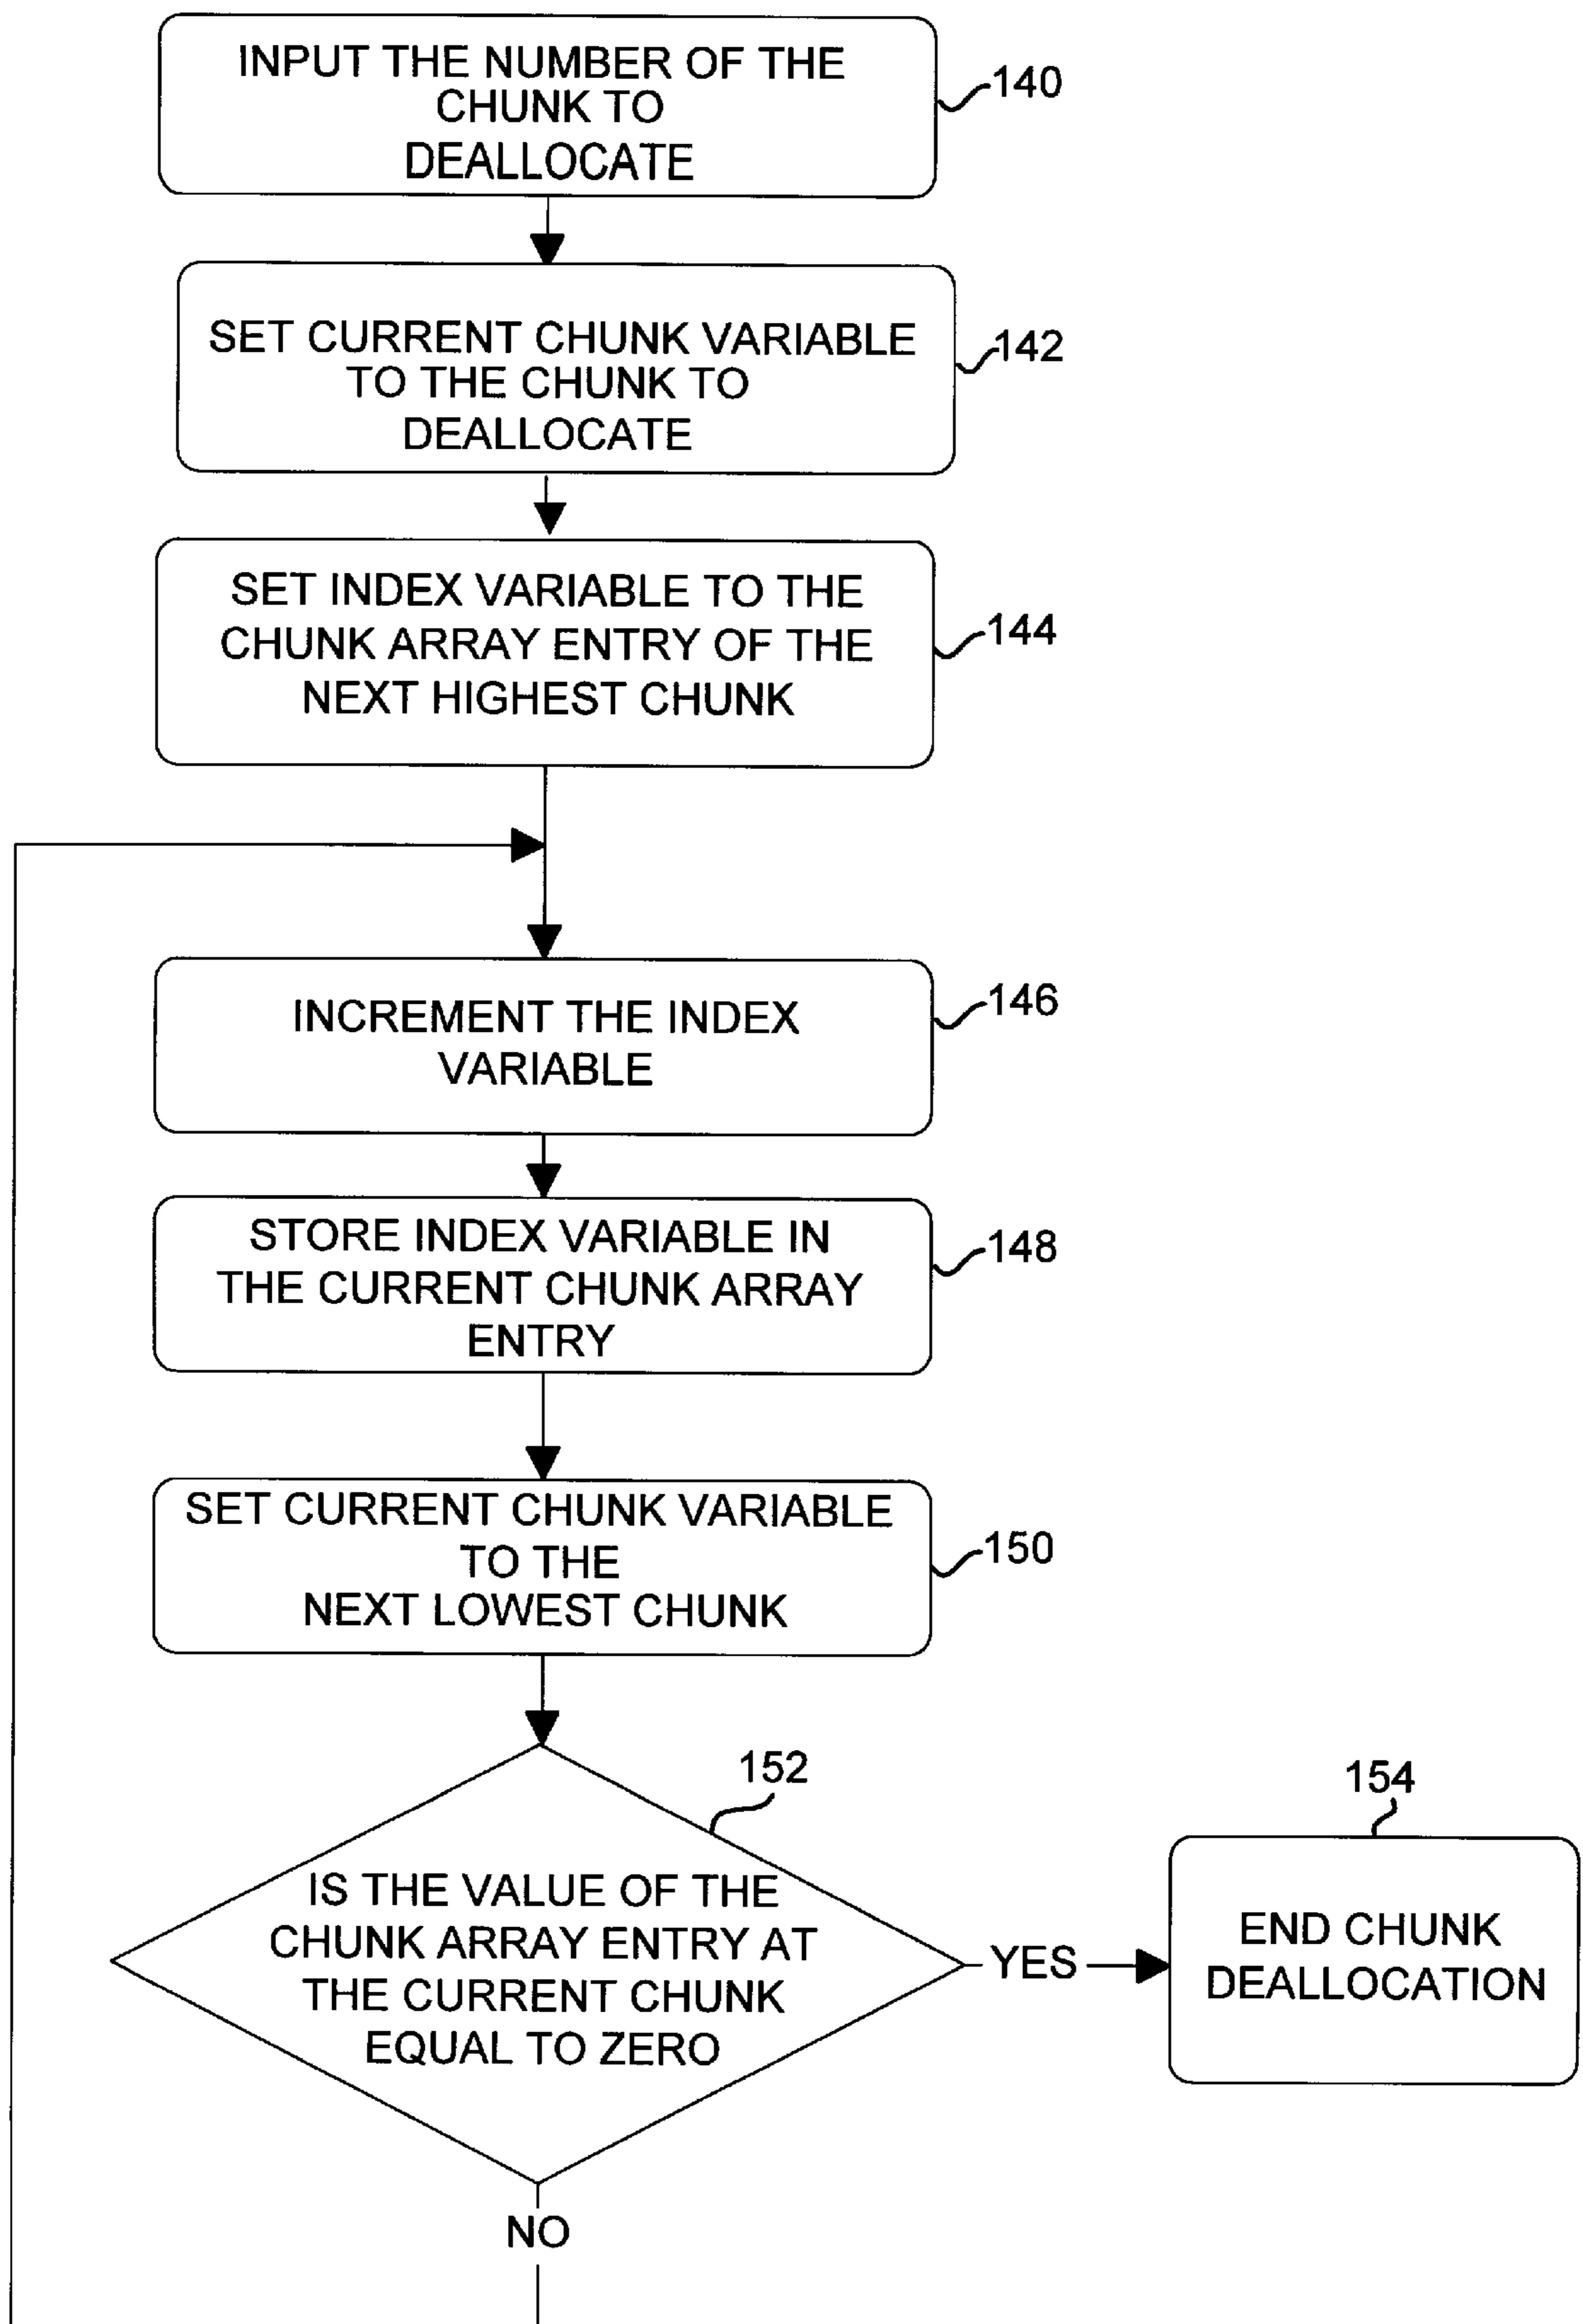 INPUT THE NUMBER OF THE
CHUNK TO
DEALLOCATE
140
SET CURRENT CHUNK VARIABLE
TO THE CHUNK TO
DEALLOCATE
142
SET INDEX VARIABLE TO THE
CHUNK ARRAY ENTRY OF THE
NEXT HIGHEST CHUNK
144
INCREMENT THE INDEX
VARIABLE
146
STORE INDEX VARIABLE IN
THE CURRENT CHUNK ARRAY
ENTRY
148
SET CURRENT CHUNK VARIABLE
TO THE
NEXT LOWEST CHUNK
150
152
IS THE VALUE OF THE
CHUNK ARRAY ENTRY AT
THE CURRENT CHUNK
EQUAL TO ZERO
YES
154
END CHUNK
DEALLOCATION
NO